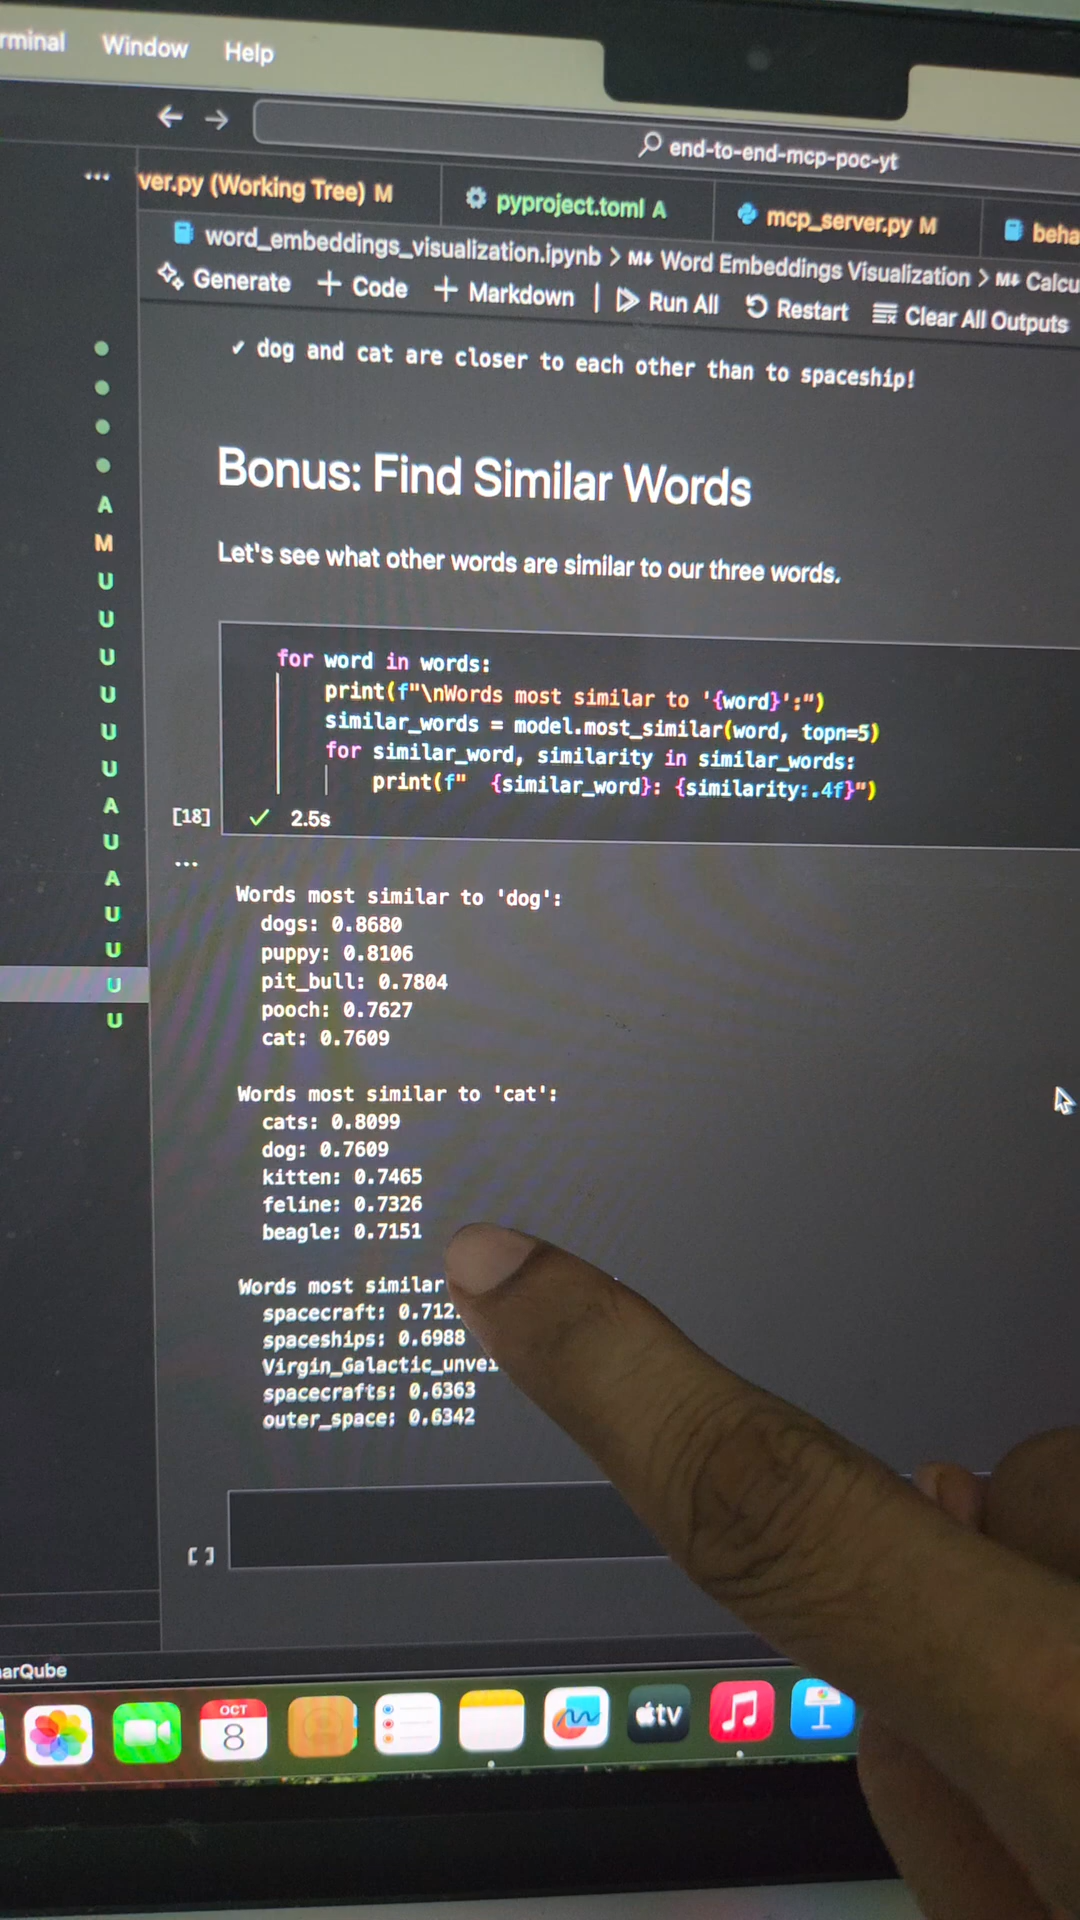 Window Help
end-to-end-mcp-poc-yt
ver.py (Working Tree) M pyproject.toml A mcp_server.py M
word_embeddings_visualization.ipynb > M↓ Word Embeddings Visualization > M↓
Generate + Code + Markdown | Run All Restart Clear All Outputs
✓ dog and cat are closer to each other than to spaceship!
Bonus: Find Similar Words
Let's see what other words are similar to our three words.
for word in words:
print(f"\nWords most similar to '{word}':")
similar_words = model.most_similar(word, topn=5)
for similar_word, similarity in similar_words:
print(f"  {similar_word}: {similarity:.4f}")
[18] ✓ 2.5s
...
Words most similar to 'dog':
dogs: 0.8680
puppy: 0.8106
pit_bull: 0.7804
pooch: 0.7627
cat: 0.7609
Words most similar to 'cat':
cats: 0.8099
dog: 0.7609
kitten: 0.7465
feline: 0.7326
beagle: 0.7151
Words most similar
spacecraft: 0.712
spaceships: 0.6988
Virgin_Galactic_unvei
spacecrafts: 0.6363
outer_space: 0.6342
[ ]
A
M
U
U
U
U
U
U
A
U
A
U
U
U
U
arQube
OCT
8
tv